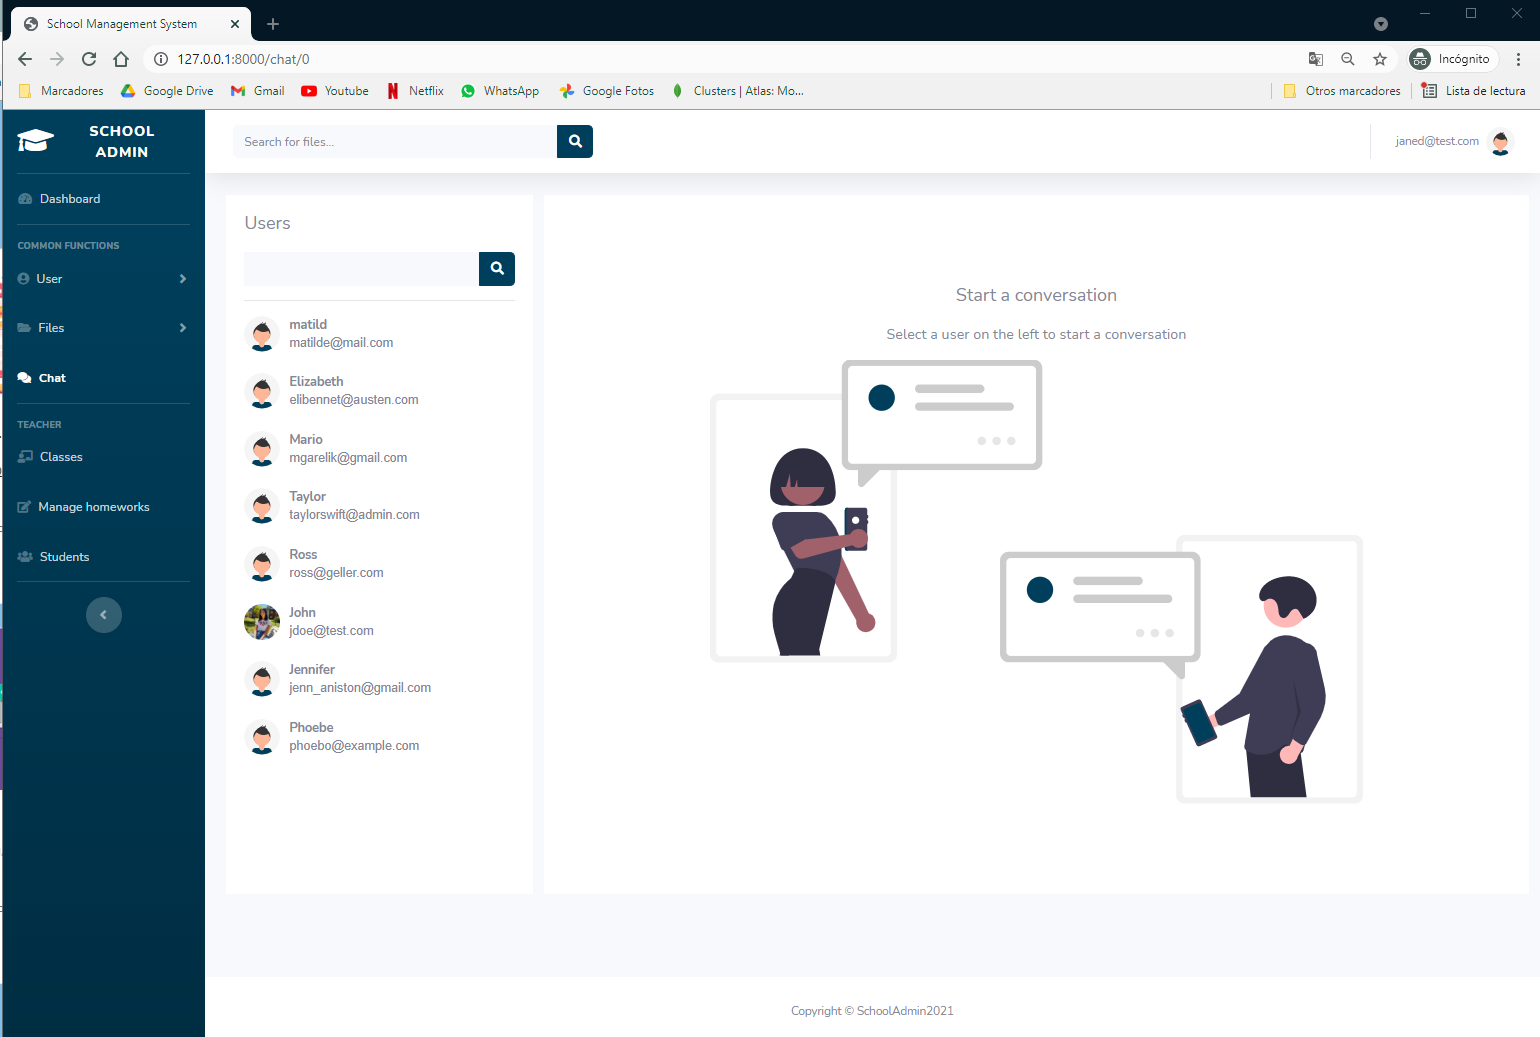 School Management System
127.0.0.1:8000/chat/0
Incógnito
Marcadores Google Drive Gmail Youtube Netflix WhatsApp Google Fotos Clusters | Atlas: Mo... Otros marcadores Lista de lectura
SCHOOL
ADMIN
Search for files...
janed@test.com
Dashboard
COMMON FUNCTIONS
User
Files
Chat
TEACHER
Classes
Manage homeworks
Students
Users
matild
matilde@mail.com
Elizabeth
elibennet@austen.com
Mario
mgarelik@gmail.com
Taylor
taylorswift@admin.com
Ross
ross@geller.com
John
jdoe@test.com
Jennifer
jenn_aniston@gmail.com
Phoebe
phoebo@example.com
Start a conversation
Select a user on the left to start a conversation
Copyright © SchoolAdmin2021